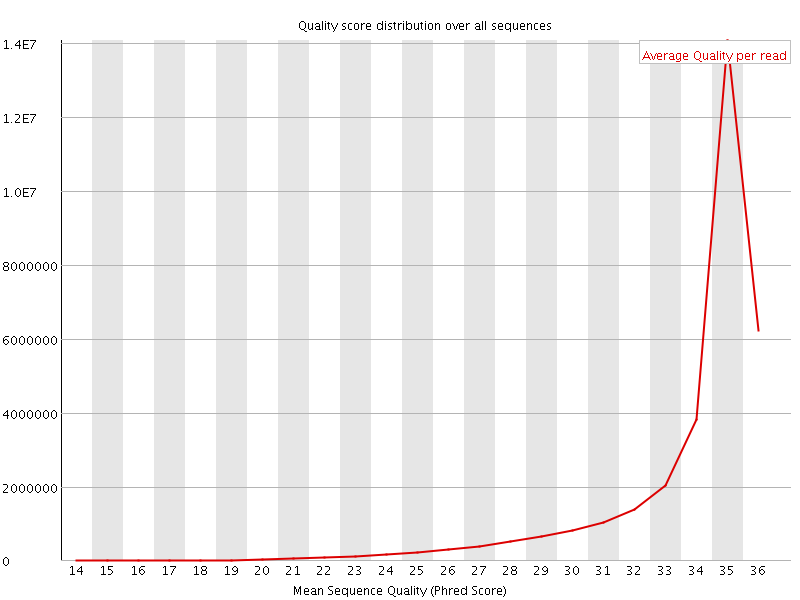 Quality score distribution over all sequences
1.4E7
Average Quality per read
1.2E7
1.0E7
8000000
6000000
4000000
2000000
0
14 15 16 17 18 19 20 21 22 23 24 25 26 27 28 29 30 31 32 33 34 35 36
Mean Sequence Quality (Phred Score)